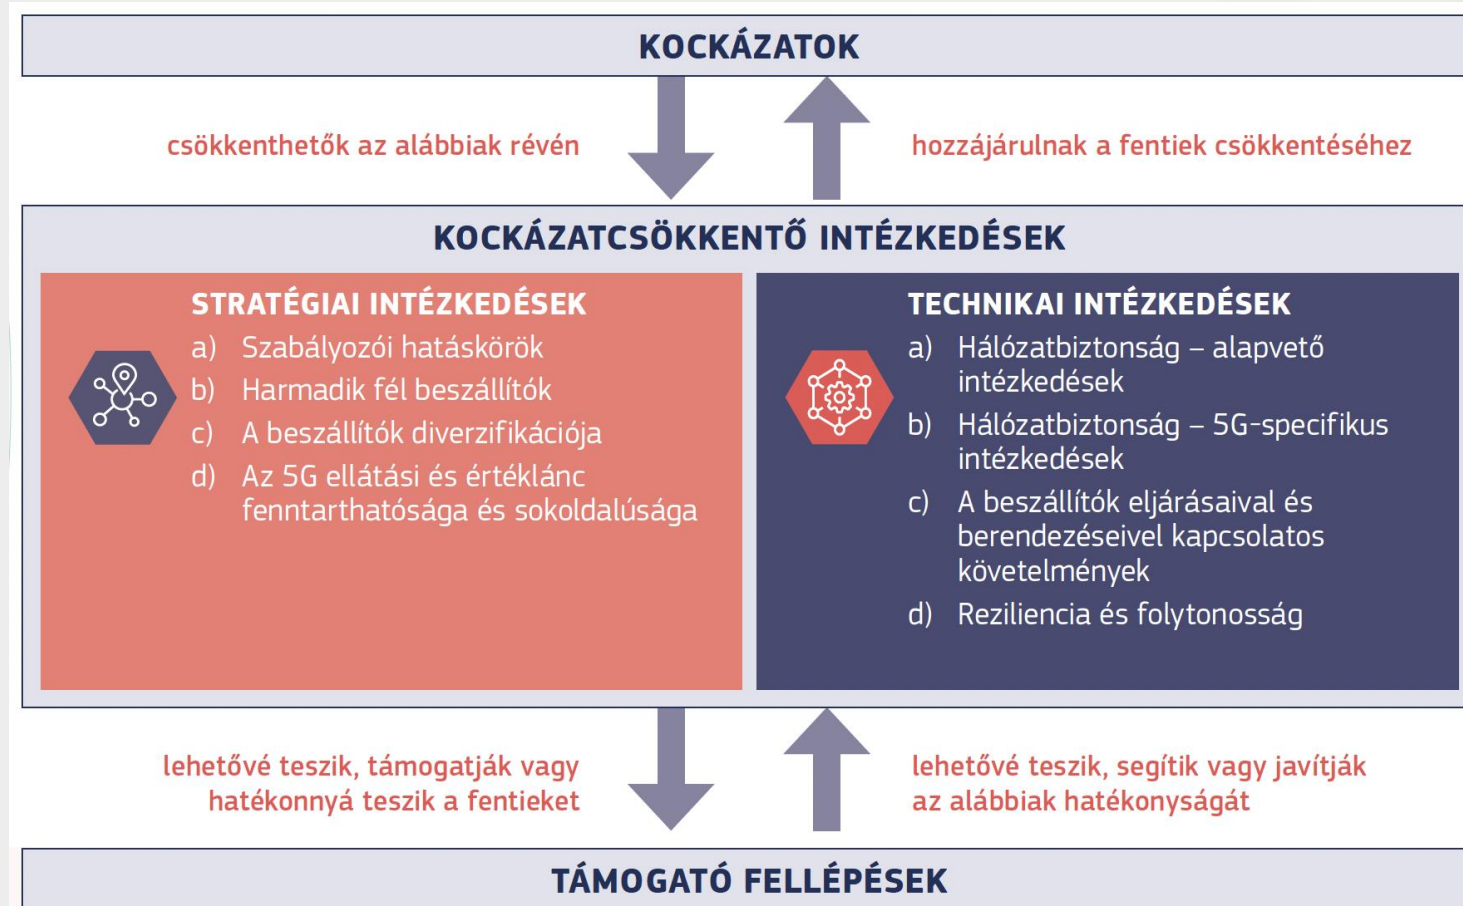 KOCKÁZATOK
csökkenthetők az alábbiak révén
hozzájárulnak a fentiek csökkentéséhez
KOCKÁZATCSÖKKENTŐ INTÉZKEDÉSEK
STRATÉGIAI INTÉZKEDÉSEK
a) Szabályozói hatáskörök
b) Harmadik fél beszállítók
c) A beszállítók diverzifikációja
d) Az 5G ellátási és értéklánc
fenntarthatósága és sokoldalúsága
TECHNIKAI INTÉZKEDÉSEK
a) Hálózatbiztonság – alapvető
intézkedések
b) Hálózatbiztonság – 5G-specifikus
intézkedések
c) A beszállítók eljárásaival és
berendezéseivel kapcsolatos
követelmények
d) Reziliencia és folytonosság
lehetővé teszik, támogatják vagy
hatékonnyá teszik a fentieket
lehetővé teszik, segítik vagy javítják
az alábbiak hatékonyságát
TÁMOGATÓ FELLÉPÉSEK